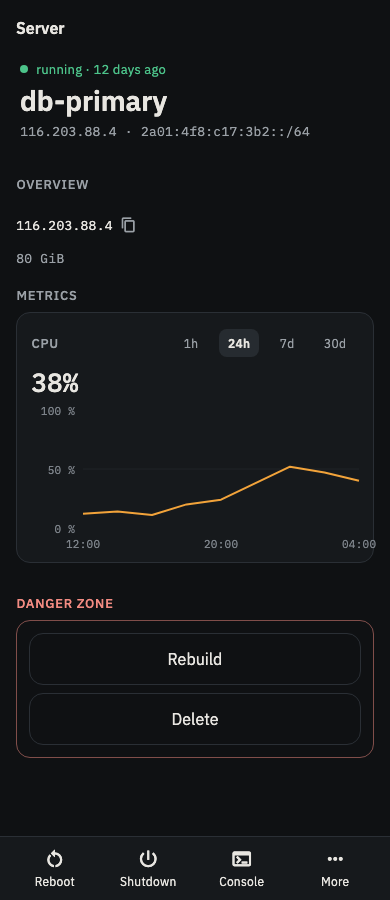 Server
running · 12 days ago
db-primary
116.203.88.4 · 2a01:4f8:c17:3b2::/64
OVERVIEW
116.203.88.4
80 GiB
METRICS
CPU 1h 24h 7d 30d
38%
100 %
50 %
0 %
12:00 20:00 04:00
DANGER ZONE
Rebuild
Delete
Reboot Shutdown Console More